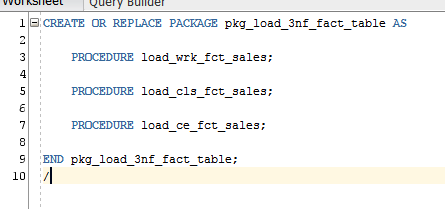 Worksheet Query Builder
1 CREATE OR REPLACE PACKAGE pkg_load_3nf_fact_table AS
2
3 PROCEDURE load_wrk_fct_sales;
4
5 PROCEDURE load_cls_fct_sales;
6
7 PROCEDURE load_ce_fct_sales;
8
9 END pkg_load_3nf_fact_table;
10 /